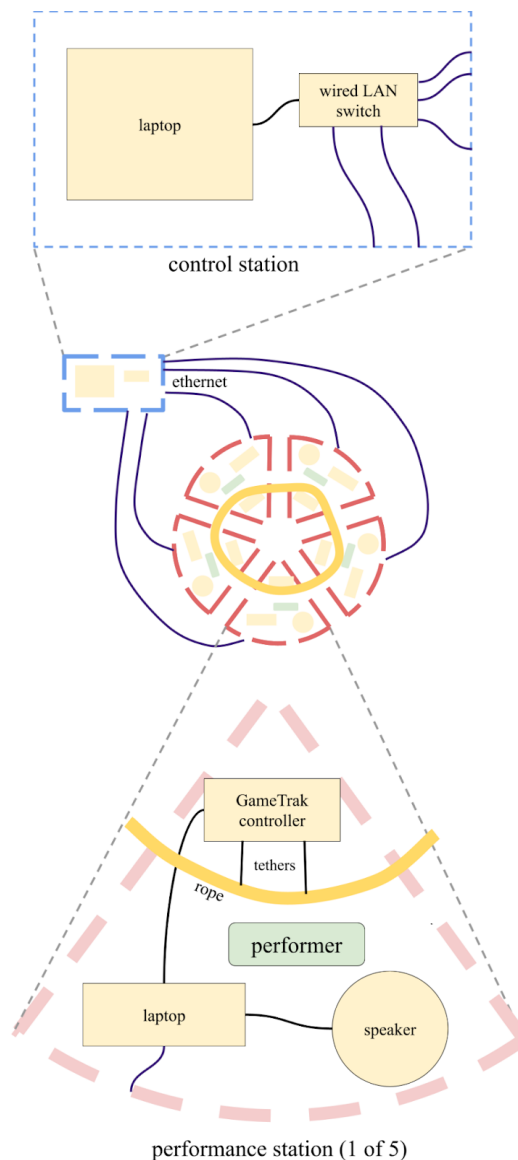 laptop
wired LAN
switch
control station
ethernet
GameTrak
controller
tethers
rope
performer
laptop
speaker
performance station (1 of 5)